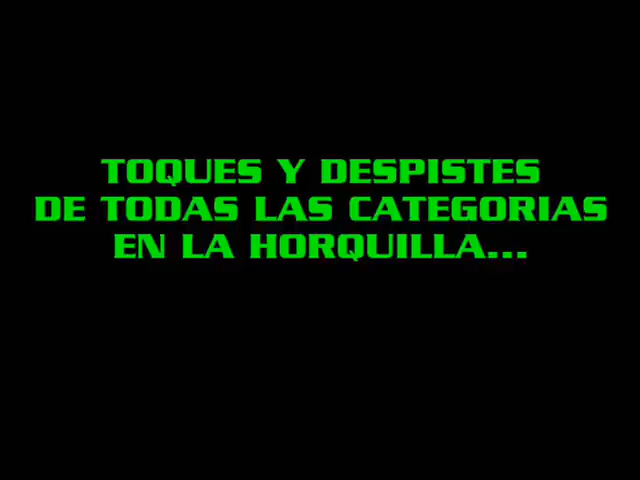 TOQUES Y DESPISTES
DE TODAS LAS CATEGORIAS
EN LA HORQUILLA...